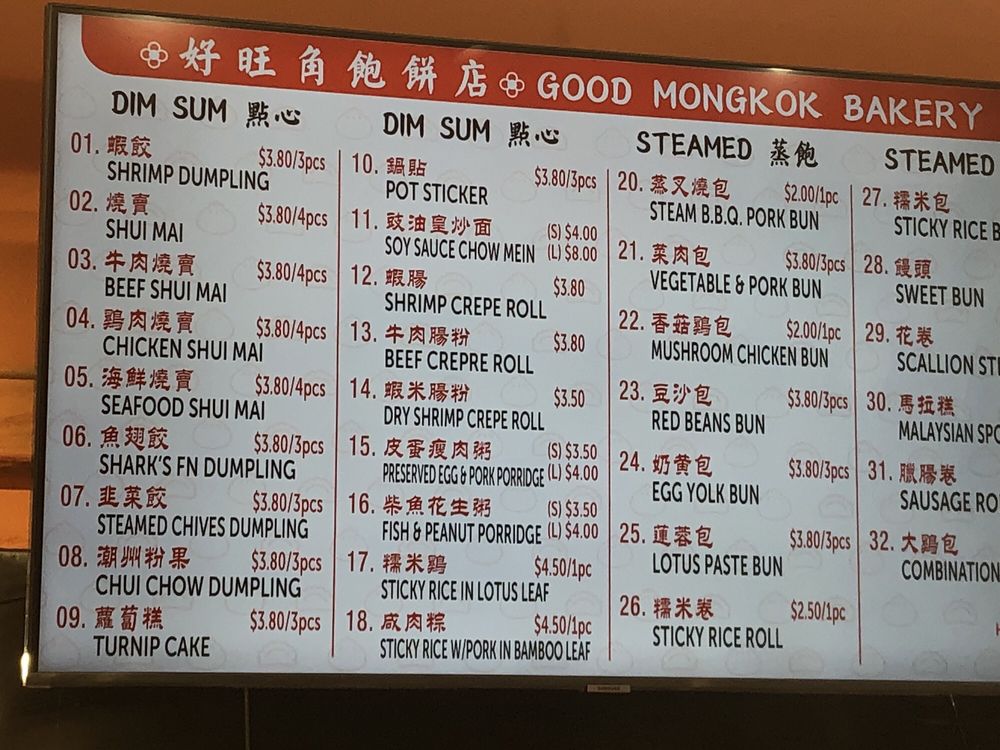 好旺角飽餅店 GOOD MONGKOK BAKERY
DIM SUM 點心
01. 蝦餃 $3.80/3pcs
SHRIMP DUMPLING
02. 燒賣 $3.80/4pcs
SHUI MAI
03. 牛肉燒賣 $3.80/4pcs
BEEF SHUI MAI
04. 鷄肉燒賣 $3.80/4pcs
CHICKEN SHUI MAI
05. 海鮮燒賣 $3.80/4pcs
SEAFOOD SHUI MAI
06. 魚翅餃 $3.80/3pcs
SHARK'S FN DUMPLING
07. 韭菜餃 $3.80/3pcs
STEAMED CHIVES DUMPLING
08. 潮州粉果 $3.80/3pcs
CHUI CHOW DUMPLING
09. 蘿蔔糕 $3.80/3pcs
TURNIP CAKE
DIM SUM 點心
10. 鍋貼 $3.80/3pcs
POT STICKER
11. 豉油皇炒面 (S) $4.00
SOY SAUCE CHOW MEIN (L) $8.00
12. 蝦腸 $3.80
SHRIMP CREPE ROLL
13. 牛肉腸粉 $3.80
BEEF CREPRE ROLL
14. 蝦米腸粉 $3.50
DRY SHRIMP CREPE ROLL
15. 皮蛋瘦肉粥 (S) $3.50
PRESERVED EGG & PORK PORRIDGE (L) $4.00
16. 柴魚花生粥 (S) $3.50
FISH & PEANUT PORRIDGE (L) $4.00
17. 糯米鷄 $4.50/1pc
STICKY RICE IN LOTUS LEAF
18. 咸肉粽 $4.50/1pc
STICKY RICE W/PORK IN BAMBOO LEAF
STEAMED 蒸飽
20. 蒸叉燒包 $2.00/1pc
STEAM B.B.Q. PORK BUN
21. 菜肉包 $3.80/3pcs
VEGETABLE & PORK BUN
22. 香菇鷄包 $2.00/1pc
MUSHROOM CHICKEN BUN
23. 豆沙包 $3.80/3pcs
RED BEANS BUN
24. 奶黄包 $3.80/3pcs
EGG YOLK BUN
25. 蓮蓉包 $3.80/3pcs
LOTUS PASTE BUN
26. 糯米卷 $2.50/1pc
STICKY RICE ROLL
STEAMED
27. 糯米包
STICKY RICE B
28. 饅頭
SWEET BUN
29. 花卷
SCALLION
30. 馬拉糕
MALAYSIAN
31. 臘腸卷
SAUSAGE
32. 大鷄包
COMBINATION
SAMSUNG